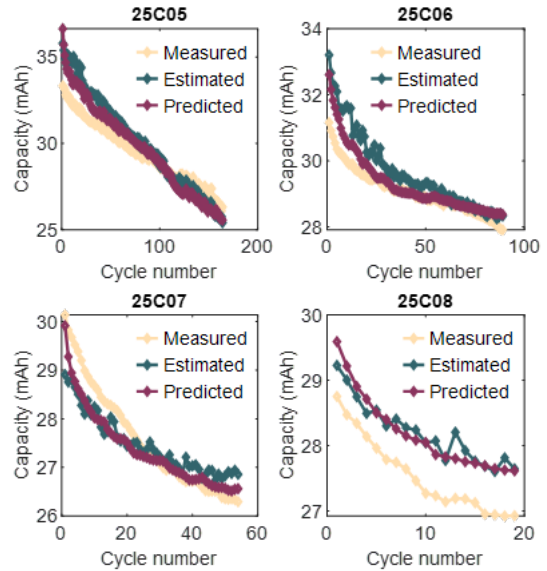 25C05
Capacity (mAh)
35
30
25
Measured
Estimated
Predicted
0
100
200
Cycle number
25C06
Capacity (mAh)
34
32
30
28
Measured
Estimated
Predicted
0
50
100
Cycle number
25C07
Capacity (mAh)
30
29
28
27
26
Measured
Estimated
Predicted
0
20
40
60
Cycle number
25C08
Capacity (mAh)
30
29
28
27
Measured
Estimated
Predicted
0
10
20
Cycle number